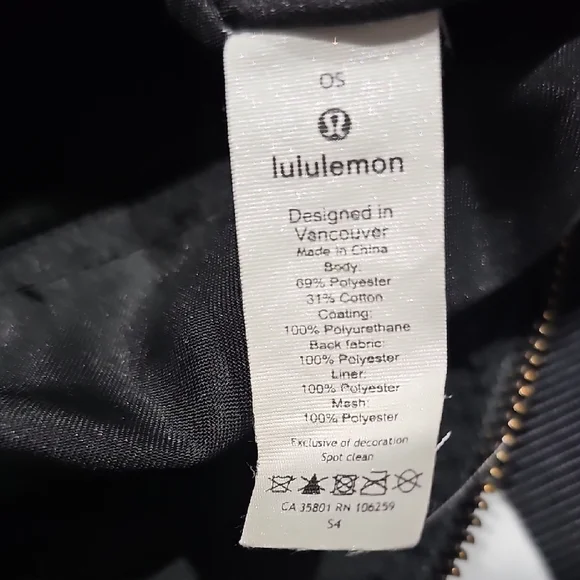 OS
lululemon
Designed in
Vancouver
Made in China
Body:
69% Polyester
31% Cotton
Coating:
100% Polyurethane
Back fabric:
100% Polyester
Liner:
100% Polyester
Mesh:
100% Polyester
Exclusive of decoration
Spot clean
CA 35801 RN 106259
S4